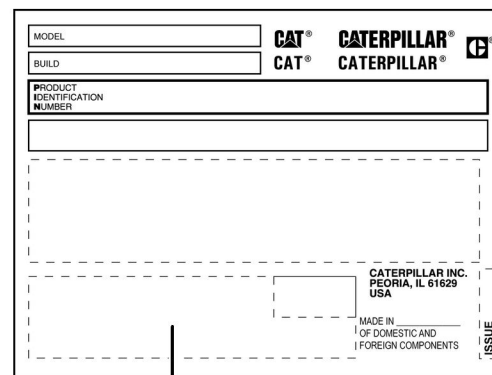 MODEL
CAT® CATERPILLAR®
BUILD
CAT® CATERPILLAR®
PRODUCT
IDENTIFICATION
NUMBER
CATERPILLAR INC.
PEORIA, IL 61629
USA
MADE IN ____________
OF DOMESTIC AND
FOREIGN COMPONENTS
ISSUE